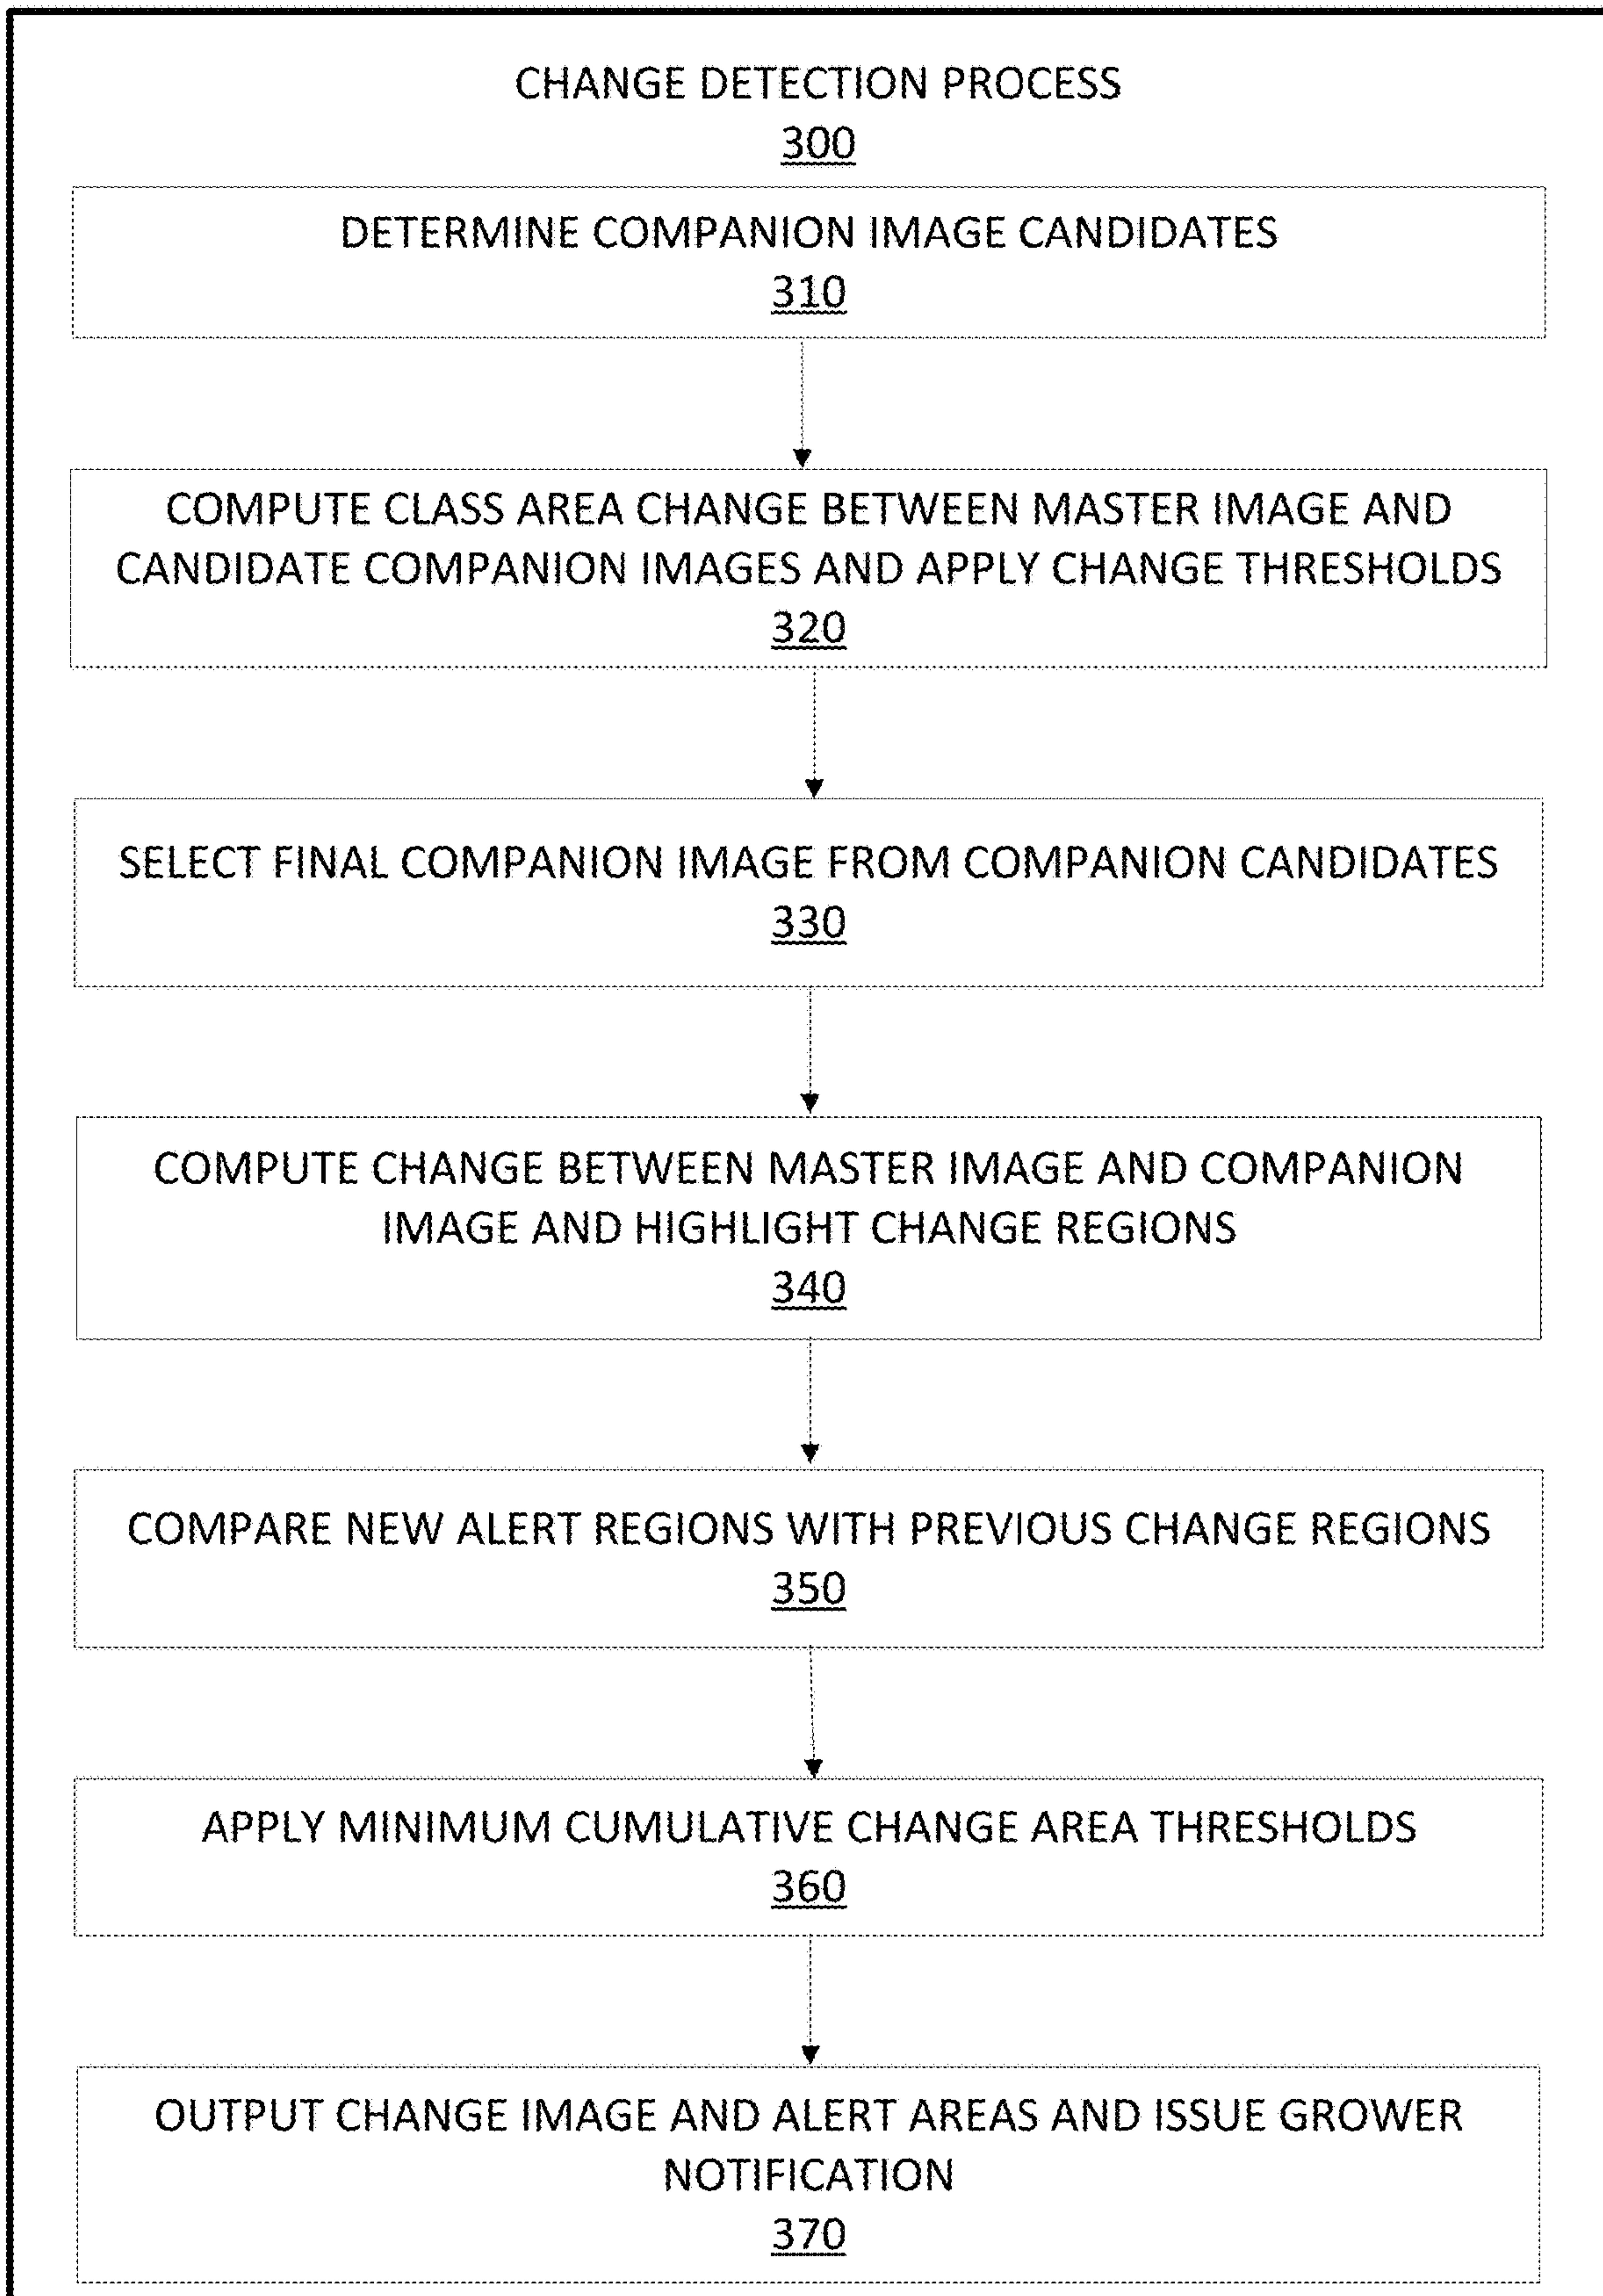 CHANGE DETECTION PROCESS
300
DETERMINE COMPANION IMAGE CANDIDATES
310
COMPUTE CLASS AREA CHANGE BETWEEN MASTER IMAGE AND
CANDIDATE COMPANION IMAGES AND APPLY CHANGE THRESHOLDS
320
SELECT FINAL COMPANION IMAGE FROM COMPANION CANDIDATES
330
COMPUTE CHANGE BETWEEN MASTER IMAGE AND COMPANION
IMAGE AND HIGHLIGHT CHANGE REGIONS
340
COMPARE NEW ALERT REGIONS WITH PREVIOUS CHANGE REGIONS
350
APPLY MINIMUM CUMULATIVE CHANGE AREA THRESHOLDS
360
OUTPUT CHANGE IMAGE AND ALERT AREAS AND ISSUE GROWER
NOTIFICATION
370